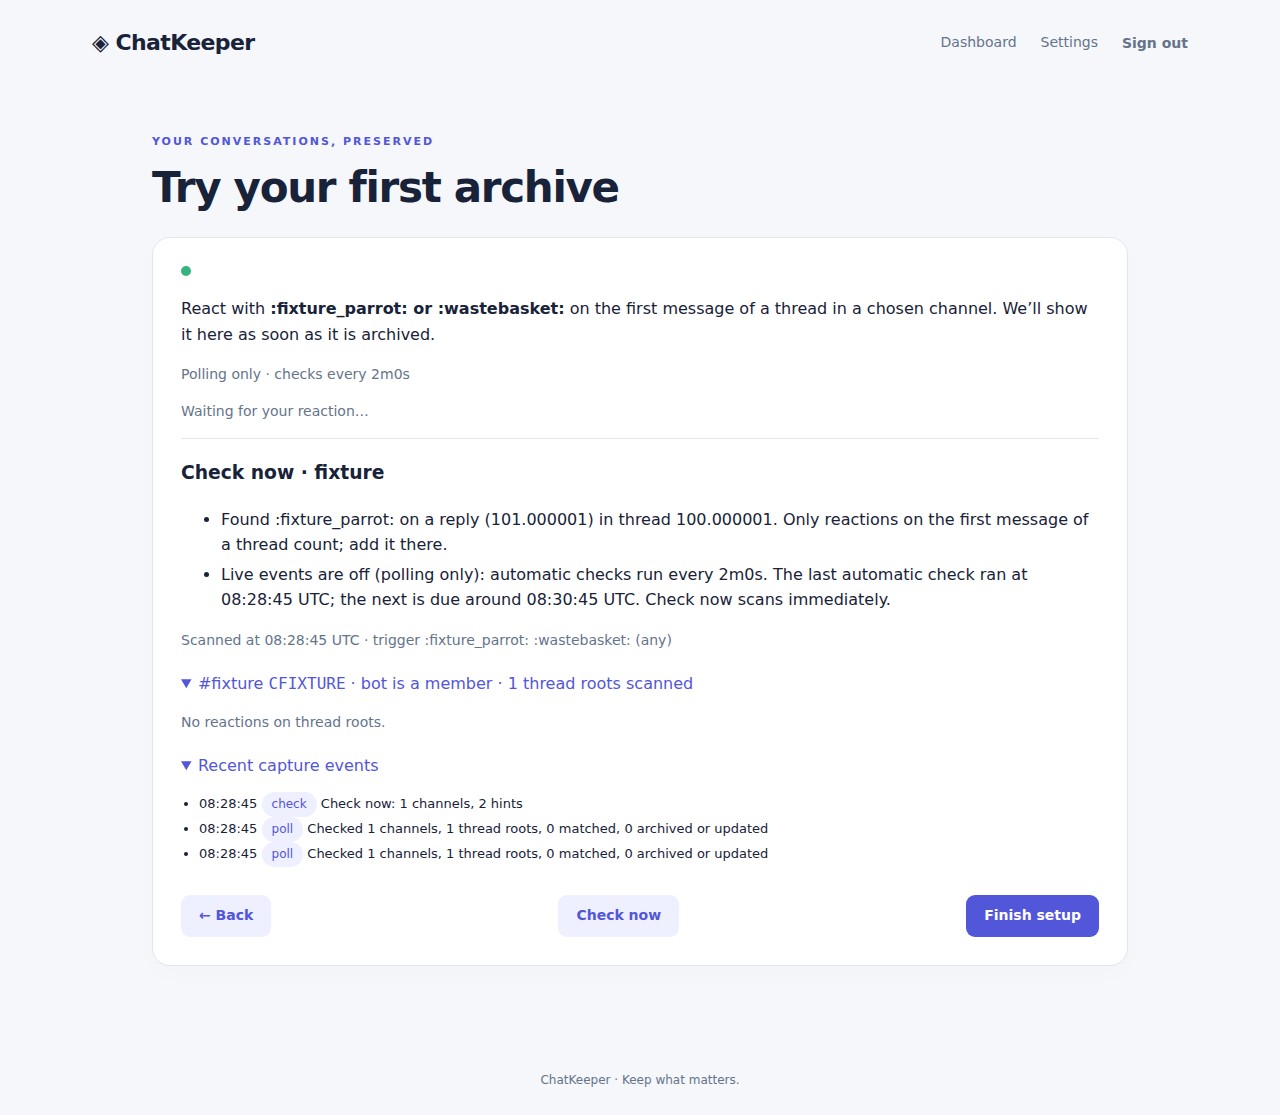 ◈ ChatKeeper
Dashboard Settings Sign out
YOUR CONVERSATIONS, PRESERVED
Try your first archive
React with :fixture_parrot: or :wastebasket: on the first message of a thread in a chosen channel. We’ll show
it here as soon as it is archived.
Polling only · checks every 2m0s
Waiting for your reaction…
Check now · fixture
• Found :fixture_parrot: on a reply (101.000001) in thread 100.000001. Only reactions on the first message of
a thread count; add it there.
• Live events are off (polling only): automatic checks run every 2m0s. The last automatic check ran at
08:28:45 UTC; the next is due around 08:30:45 UTC. Check now scans immediately.
Scanned at 08:28:45 UTC · trigger :fixture_parrot: :wastebasket: (any)
▼ #fixture CFIXTURE · bot is a member · 1 thread roots scanned
No reactions on thread roots.
▼ Recent capture events
• 08:28:45 check Check now: 1 channels, 2 hints
• 08:28:45 poll Checked 1 channels, 1 thread roots, 0 matched, 0 archived or updated
• 08:28:45 poll Checked 1 channels, 1 thread roots, 0 matched, 0 archived or updated
← Back Check now Finish setup
ChatKeeper · Keep what matters.